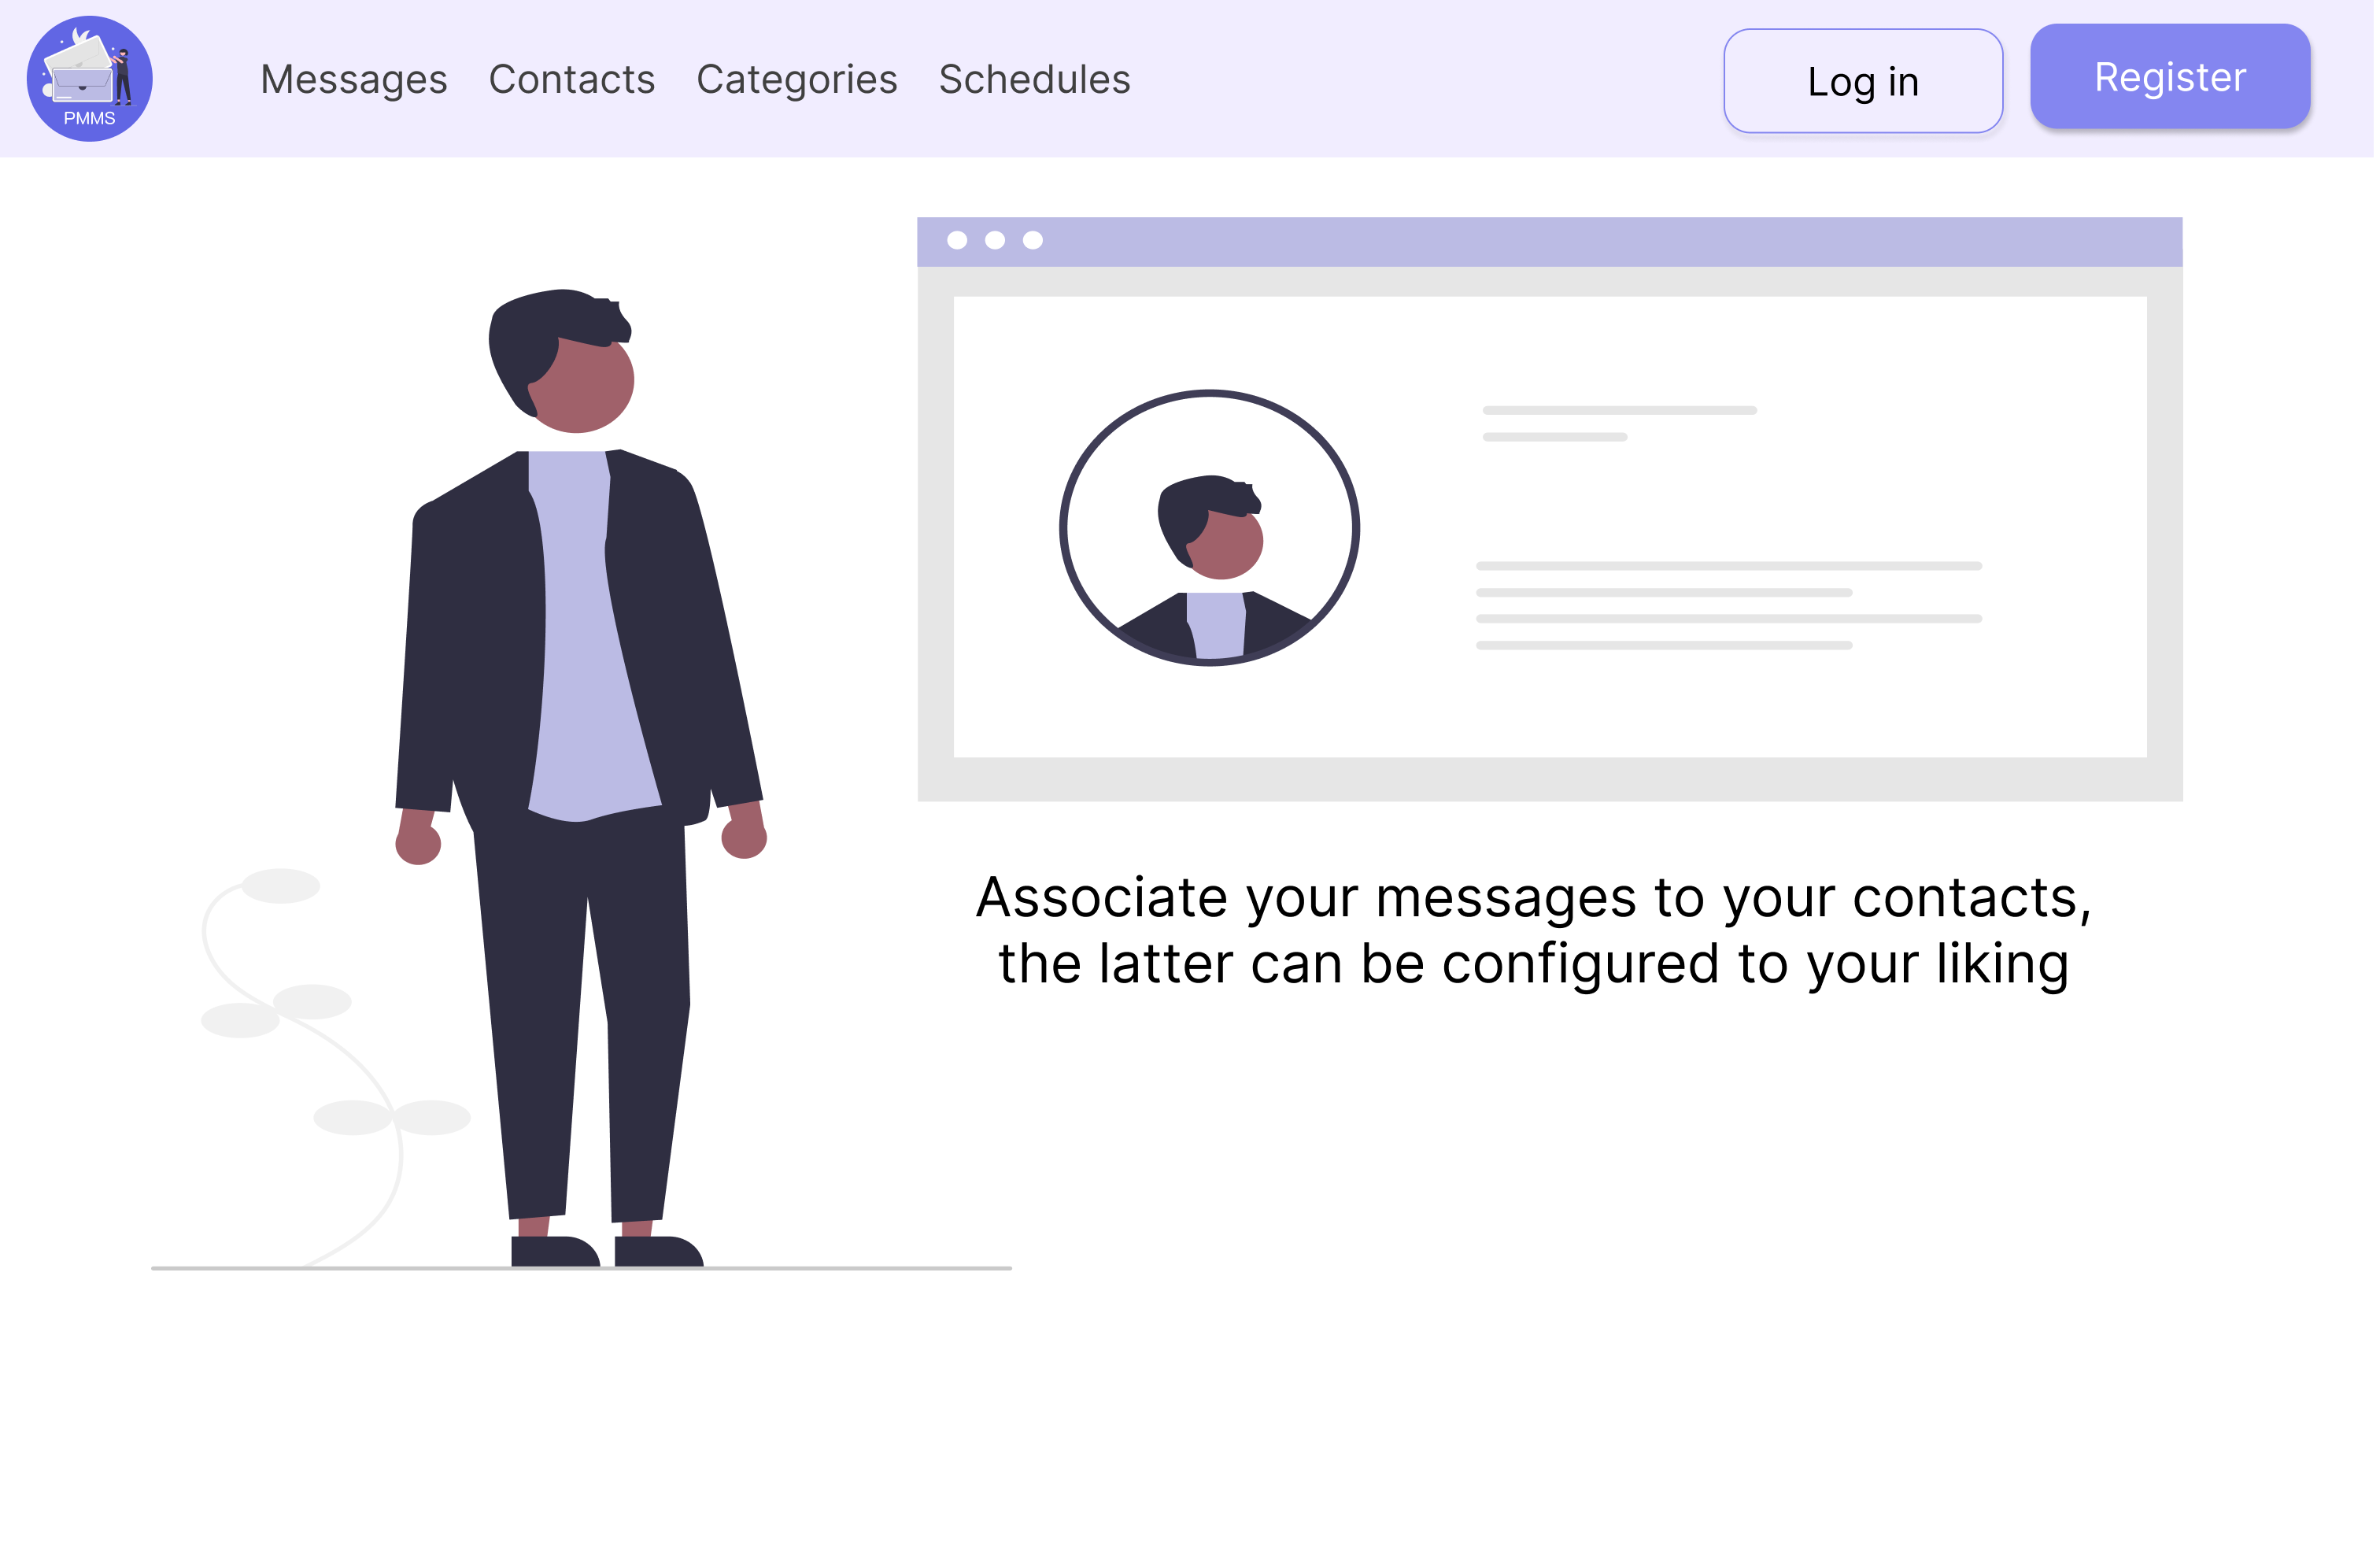 PMMS
Messages Contacts Categories Schedules Log in Register
Associate your messages to your contacts,
the latter can be configured to your liking